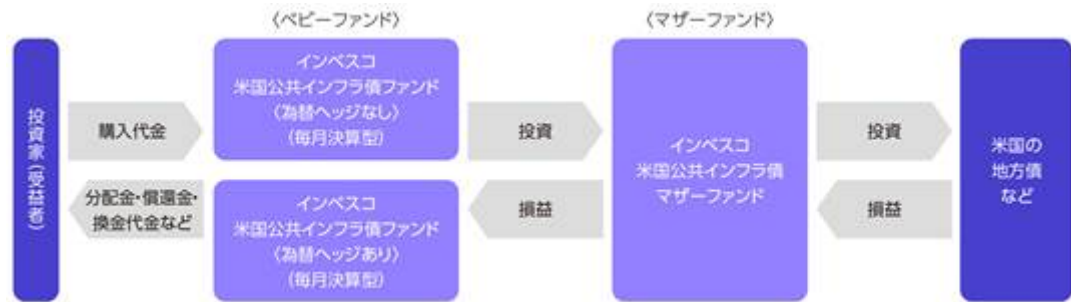 〈ベビーファンド〉
〈マザーファンド〉
投資家(受益者)
購入代金
分配金・償還金・
換金代金など
インベスコ
米国公共インフラ債ファンド
〈為替ヘッジなし〉
(毎月決算型)
インベスコ
米国公共インフラ債ファンド
〈為替ヘッジあり〉
(毎月決算型)
投資
損益
インベスコ
米国公共インフラ債
マザーファンド
投資
損益
米国の
地方債
など